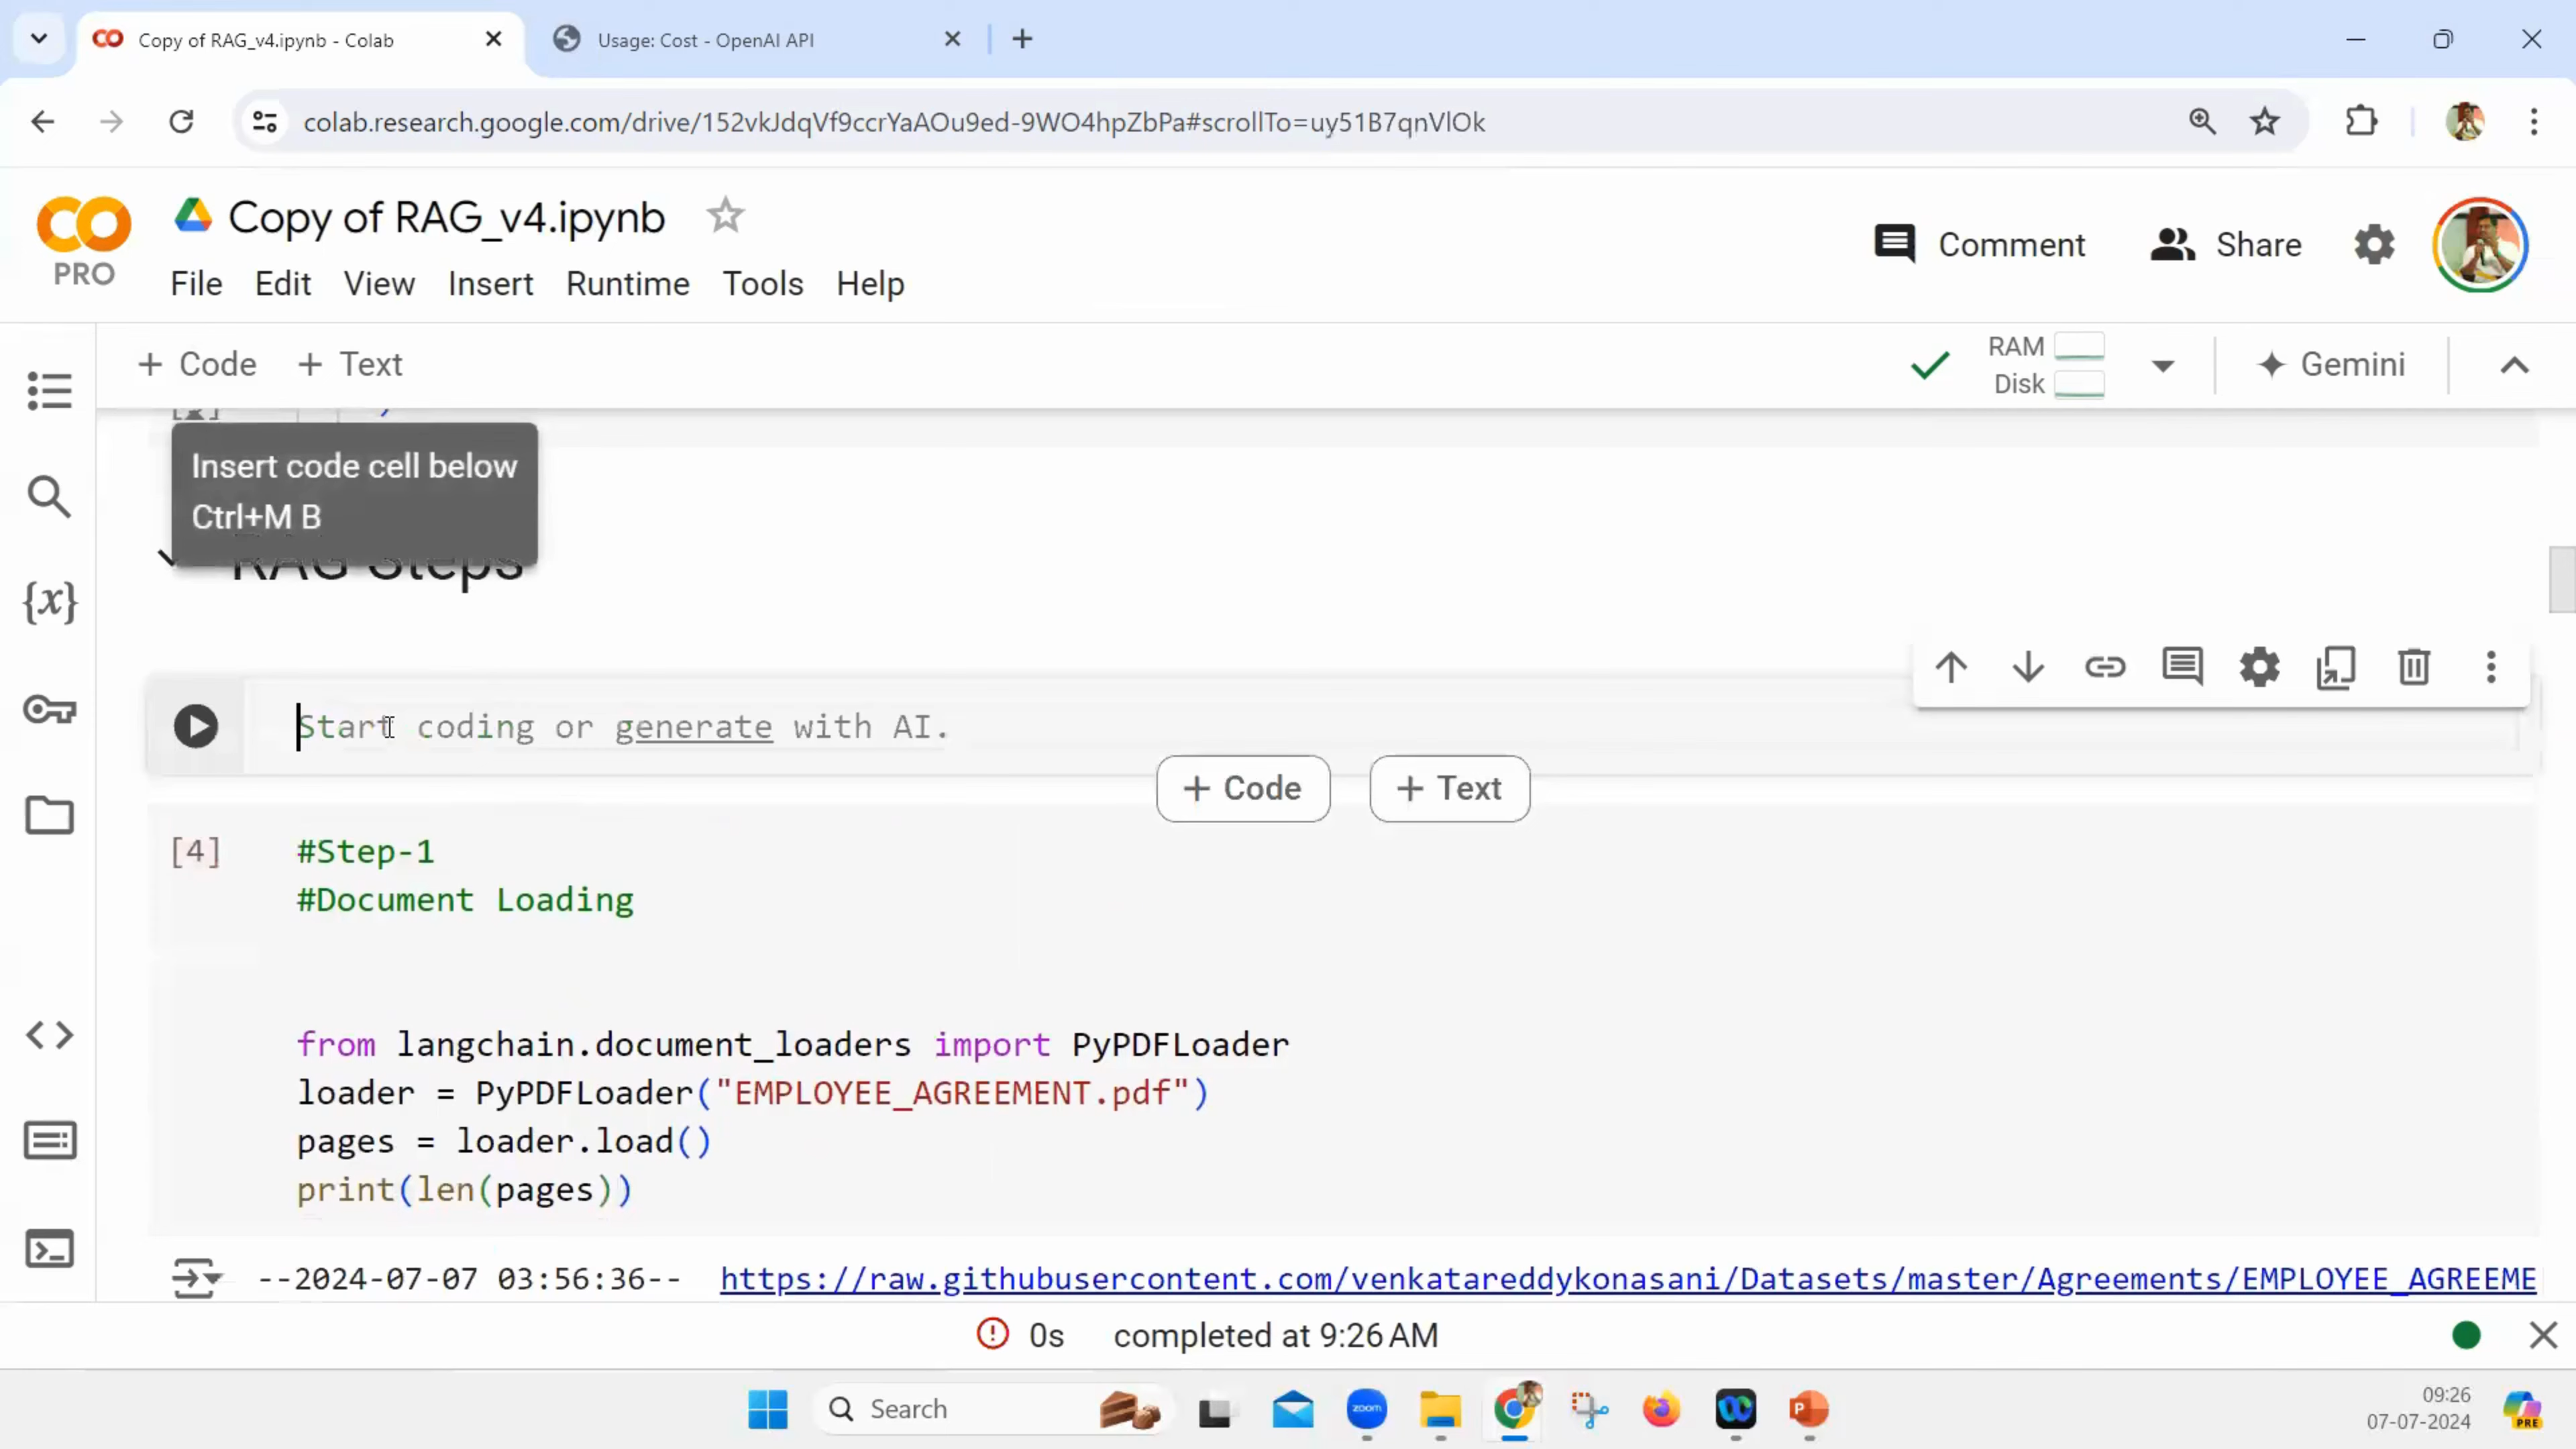 Copy of RAG_v4.ipynb - Colab
Usage: Cost - OpenAI API
colab.research.google.com/drive/152vkJdqVf9ccrYaAOu9ed-9WO4hpZbPa#scrollTo=uy51B7qnVlOk
Copy of RAG_v4.ipynb
PRO
File Edit View Insert Runtime Tools Help
Comment
Share
+ Code + Text
RAM
Disk
Gemini
Insert code cell below
Ctrl+M B
RAG Steps
Start coding or generate with AI.
+ Code
+ Text
[4]
#Step-1
#Document Loading
from langchain.document_loaders import PyPDFLoader
loader = PyPDFLoader("EMPLOYEE_AGREEMENT.pdf")
pages = loader.load()
print(len(pages))
--2024-07-07 03:56:36-- https://raw.githubusercontent.com/venkatareddykonasani/Datasets/master/Agreements/EMPLOYEE_AGREEME
0s completed at 9:26 AM
Search
zoom
09:26
07-07-2024
PRE